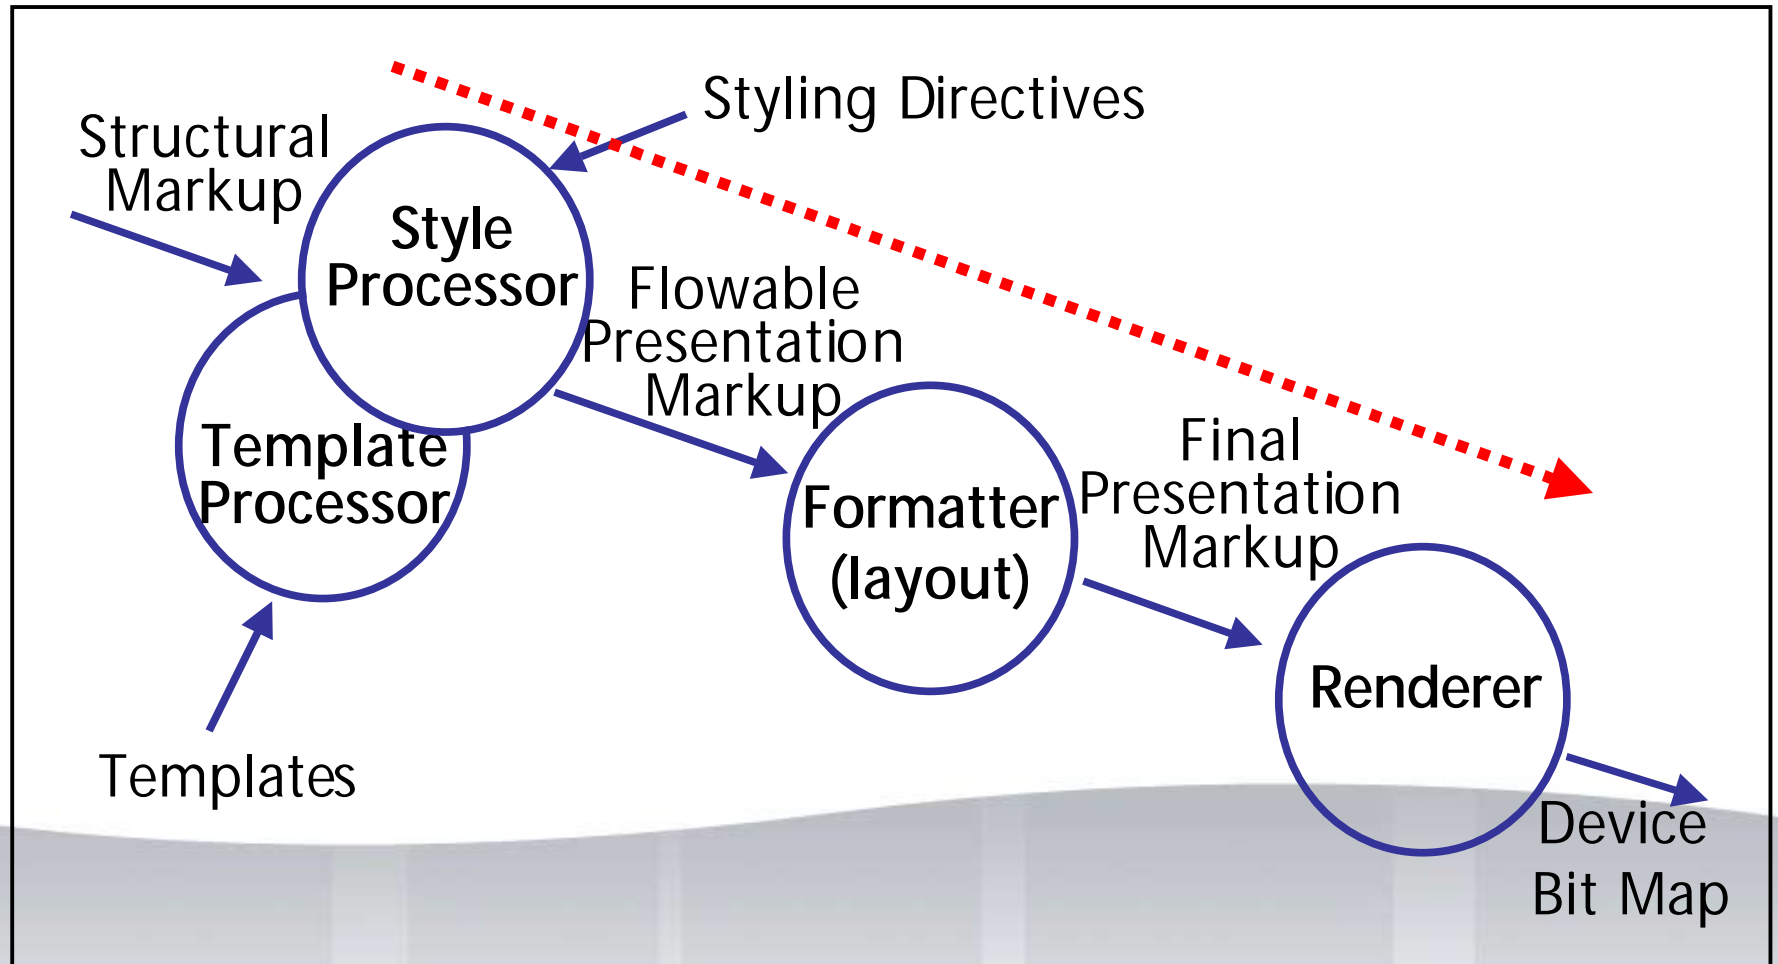 Styling Directives
Structural
Markup
Style
Processor
Flowable
Presentation
Markup
Template
Processor
Final
Presentation
Markup
Formatter
(layout)
Renderer
Templates
Device
Bit Map